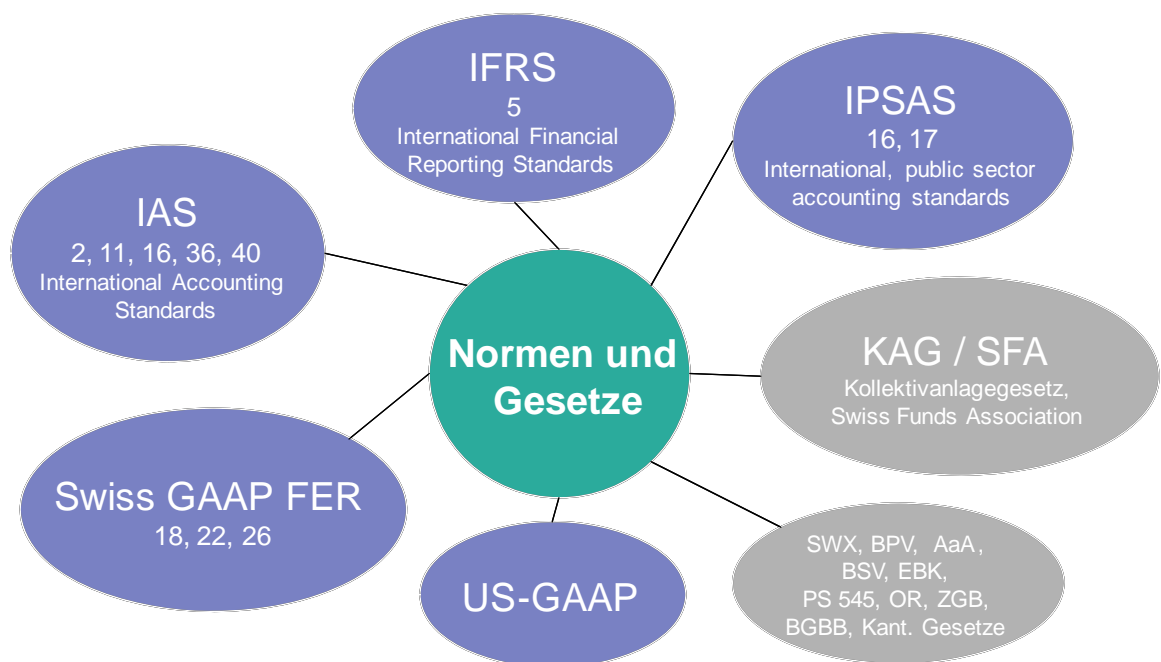 IFRS
5
International Financial
Reporting Standards
IPSAS
16, 17
International, public sector
accounting standards
IAS
2, 11, 16, 36, 40
International Accounting
Standards
Normen und
Gesetze
KAG / SFA
Kollektivanlagegesetz,
Swiss Funds Association
Swiss GAAP FER
18, 22, 26
US-GAAP
SWX, BPV, AaA,
BSV, EBK,
PS 545, OR, ZGB,
BGBB, Kant. Gesetze